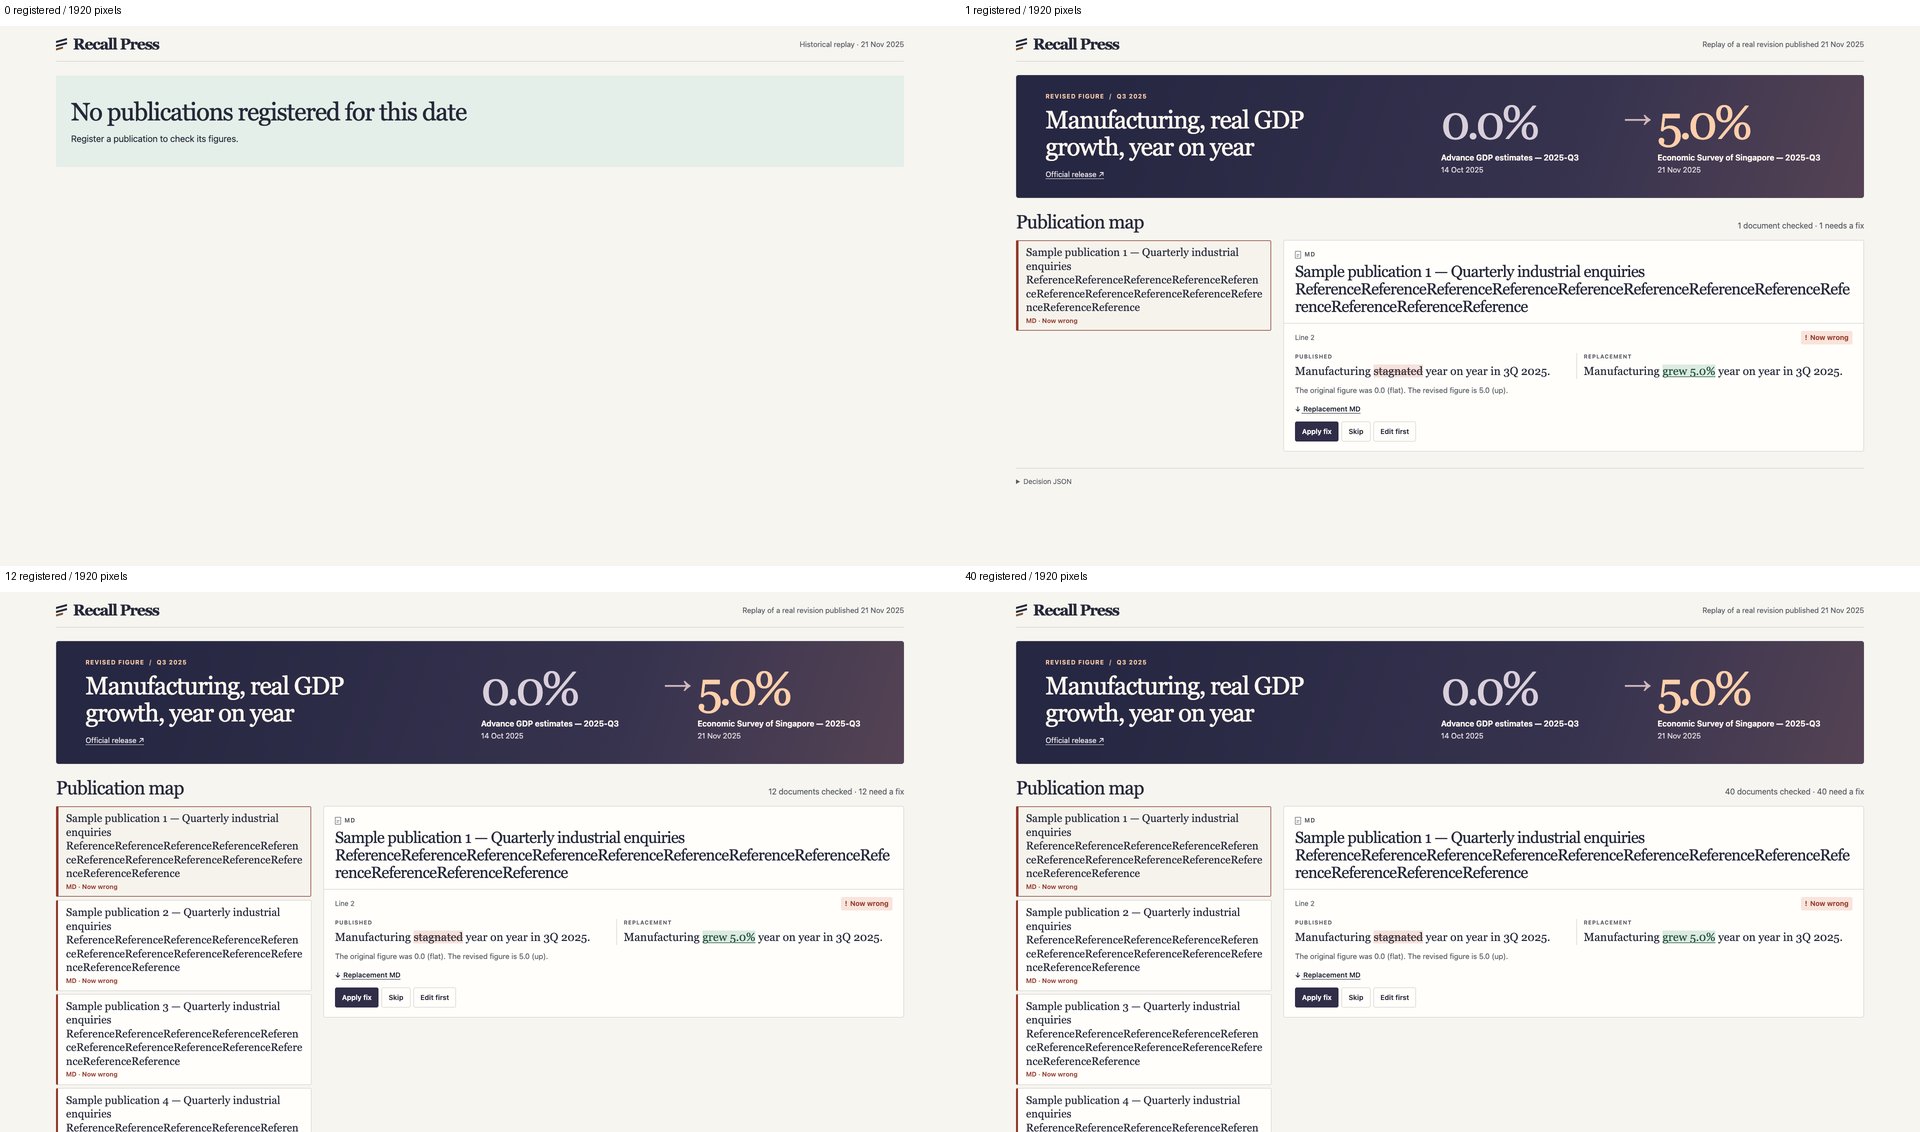 0 registered / 1920 pixels
Recall Press
Historical replay · 21 Nov 2025
No publications registered for this date
Register a publication to check its figures.
1 registered / 1920 pixels
Recall Press
Replay of a real revision published 21 Nov 2025
REVISED FIGURE / Q3 2025
Manufacturing, real GDP
growth, year on year
Official release ↗
0.0%
Advance GDP estimates — 2025-Q3
14 Oct 2025
→
5.0%
Economic Survey of Singapore — 2025-Q3
21 Nov 2025
Publication map
1 document checked · 1 needs a fix
Sample publication 1 — Quarterly industrial
enquiries
ReferenceReferenceReferenceReferenceReferen
ceReferenceReferenceReferenceReferenceRefere
nceReferenceReference
MD · Now wrong
MD
Sample publication 1 — Quarterly industrial enquiries
ReferenceReferenceReferenceReferenceReferenceReferenceReferenceReferenceRefe
renceReferenceReferenceReference
Line 2
! Now wrong
PUBLISHED
Manufacturing stagnated year on year in 3Q 2025.
REPLACEMENT
Manufacturing grew 5.0% year on year in 3Q 2025.
The original figure was 0.0 (flat). The revised figure is 5.0 (up).
↓ Replacement MD
Apply fix
Skip
Edit first
▶ Decision JSON
12 registered / 1920 pixels
Recall Press
Replay of a real revision published 21 Nov 2025
REVISED FIGURE / Q3 2025
Manufacturing, real GDP
growth, year on year
Official release ↗
0.0%
Advance GDP estimates — 2025-Q3
14 Oct 2025
→
5.0%
Economic Survey of Singapore — 2025-Q3
21 Nov 2025
Publication map
12 documents checked · 12 need a fix
Sample publication 1 — Quarterly industrial
enquiries
ReferenceReferenceReferenceReferenceReferen
ceReferenceReferenceReferenceReferenceRefere
nceReferenceReference
MD · Now wrong
Sample publication 2 — Quarterly industrial
enquiries
ReferenceReferenceReferenceReferenceReferen
ceReferenceReferenceReferenceReferenceRefere
nceReferenceReference
MD · Now wrong
Sample publication 3 — Quarterly industrial
enquiries
ReferenceReferenceReferenceReferenceReferen
ceReferenceReferenceReferenceReferenceRefere
nceReferenceReference
MD · Now wrong
Sample publication 4 — Quarterly industrial
enquiries
ReferenceReferenceReferenceReferenceReferen
MD
Sample publication 1 — Quarterly industrial enquiries
ReferenceReferenceReferenceReferenceReferenceReferenceReferenceReferenceRefe
renceReferenceReferenceReference
Line 2
! Now wrong
PUBLISHED
Manufacturing stagnated year on year in 3Q 2025.
REPLACEMENT
Manufacturing grew 5.0% year on year in 3Q 2025.
The original figure was 0.0 (flat). The revised figure is 5.0 (up).
↓ Replacement MD
Apply fix
Skip
Edit first
40 registered / 1920 pixels
Recall Press
Replay of a real revision published 21 Nov 2025
REVISED FIGURE / Q3 2025
Manufacturing, real GDP
growth, year on year
Official release ↗
0.0%
Advance GDP estimates — 2025-Q3
14 Oct 2025
→
5.0%
Economic Survey of Singapore — 2025-Q3
21 Nov 2025
Publication map
40 documents checked · 40 need a fix
Sample publication 1 — Quarterly industrial
enquiries
ReferenceReferenceReferenceReferenceReferen
ceReferenceReferenceReferenceReferenceRefere
nceReferenceReference
MD · Now wrong
Sample publication 2 — Quarterly industrial
enquiries
ReferenceReferenceReferenceReferenceReferen
ceReferenceReferenceReferenceReferenceRefere
nceReferenceReference
MD · Now wrong
Sample publication 3 — Quarterly industrial
enquiries
ReferenceReferenceReferenceReferenceReferen
ceReferenceReferenceReferenceReferenceRefere
nceReferenceReference
MD · Now wrong
Sample publication 4 — Quarterly industrial
enquiries
ReferenceReferenceReferenceReferenceReferen
MD
Sample publication 1 — Quarterly industrial enquiries
ReferenceReferenceReferenceReferenceReferenceReferenceReferenceReferenceRefe
renceReferenceReferenceReference
Line 2
! Now wrong
PUBLISHED
Manufacturing stagnated year on year in 3Q 2025.
REPLACEMENT
Manufacturing grew 5.0% year on year in 3Q 2025.
The original figure was 0.0 (flat). The revised figure is 5.0 (up).
↓ Replacement MD
Apply fix
Skip
Edit first